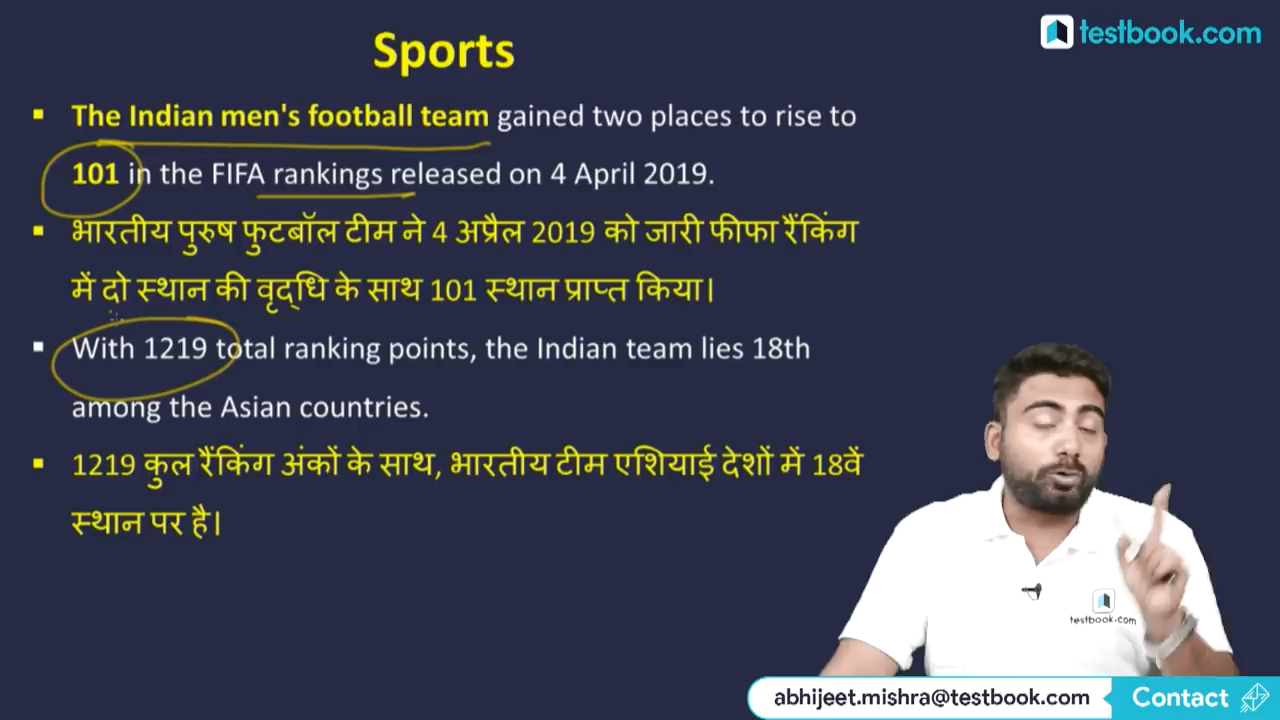 testbook.com
Sports
▪ The Indian men's football team gained two places to rise to
101 in the FIFA rankings released on 4 April 2019.
▪ भारतीय पुरुष फुटबॉल टीम ने 4 अप्रैल 2019 को जारी फीफा रैंकिंग
में दो स्थान की वृद्धि के साथ 101 स्थान प्राप्त किया।
▪ With 1219 total ranking points, the Indian team lies 18th
among the Asian countries.
▪ 1219 कुल रैंकिंग अंकों के साथ, भारतीय टीम एशियाई देशों में 18वें
स्थान पर है।
testbook.com
abhijeet.mishra@testbook.com Contact